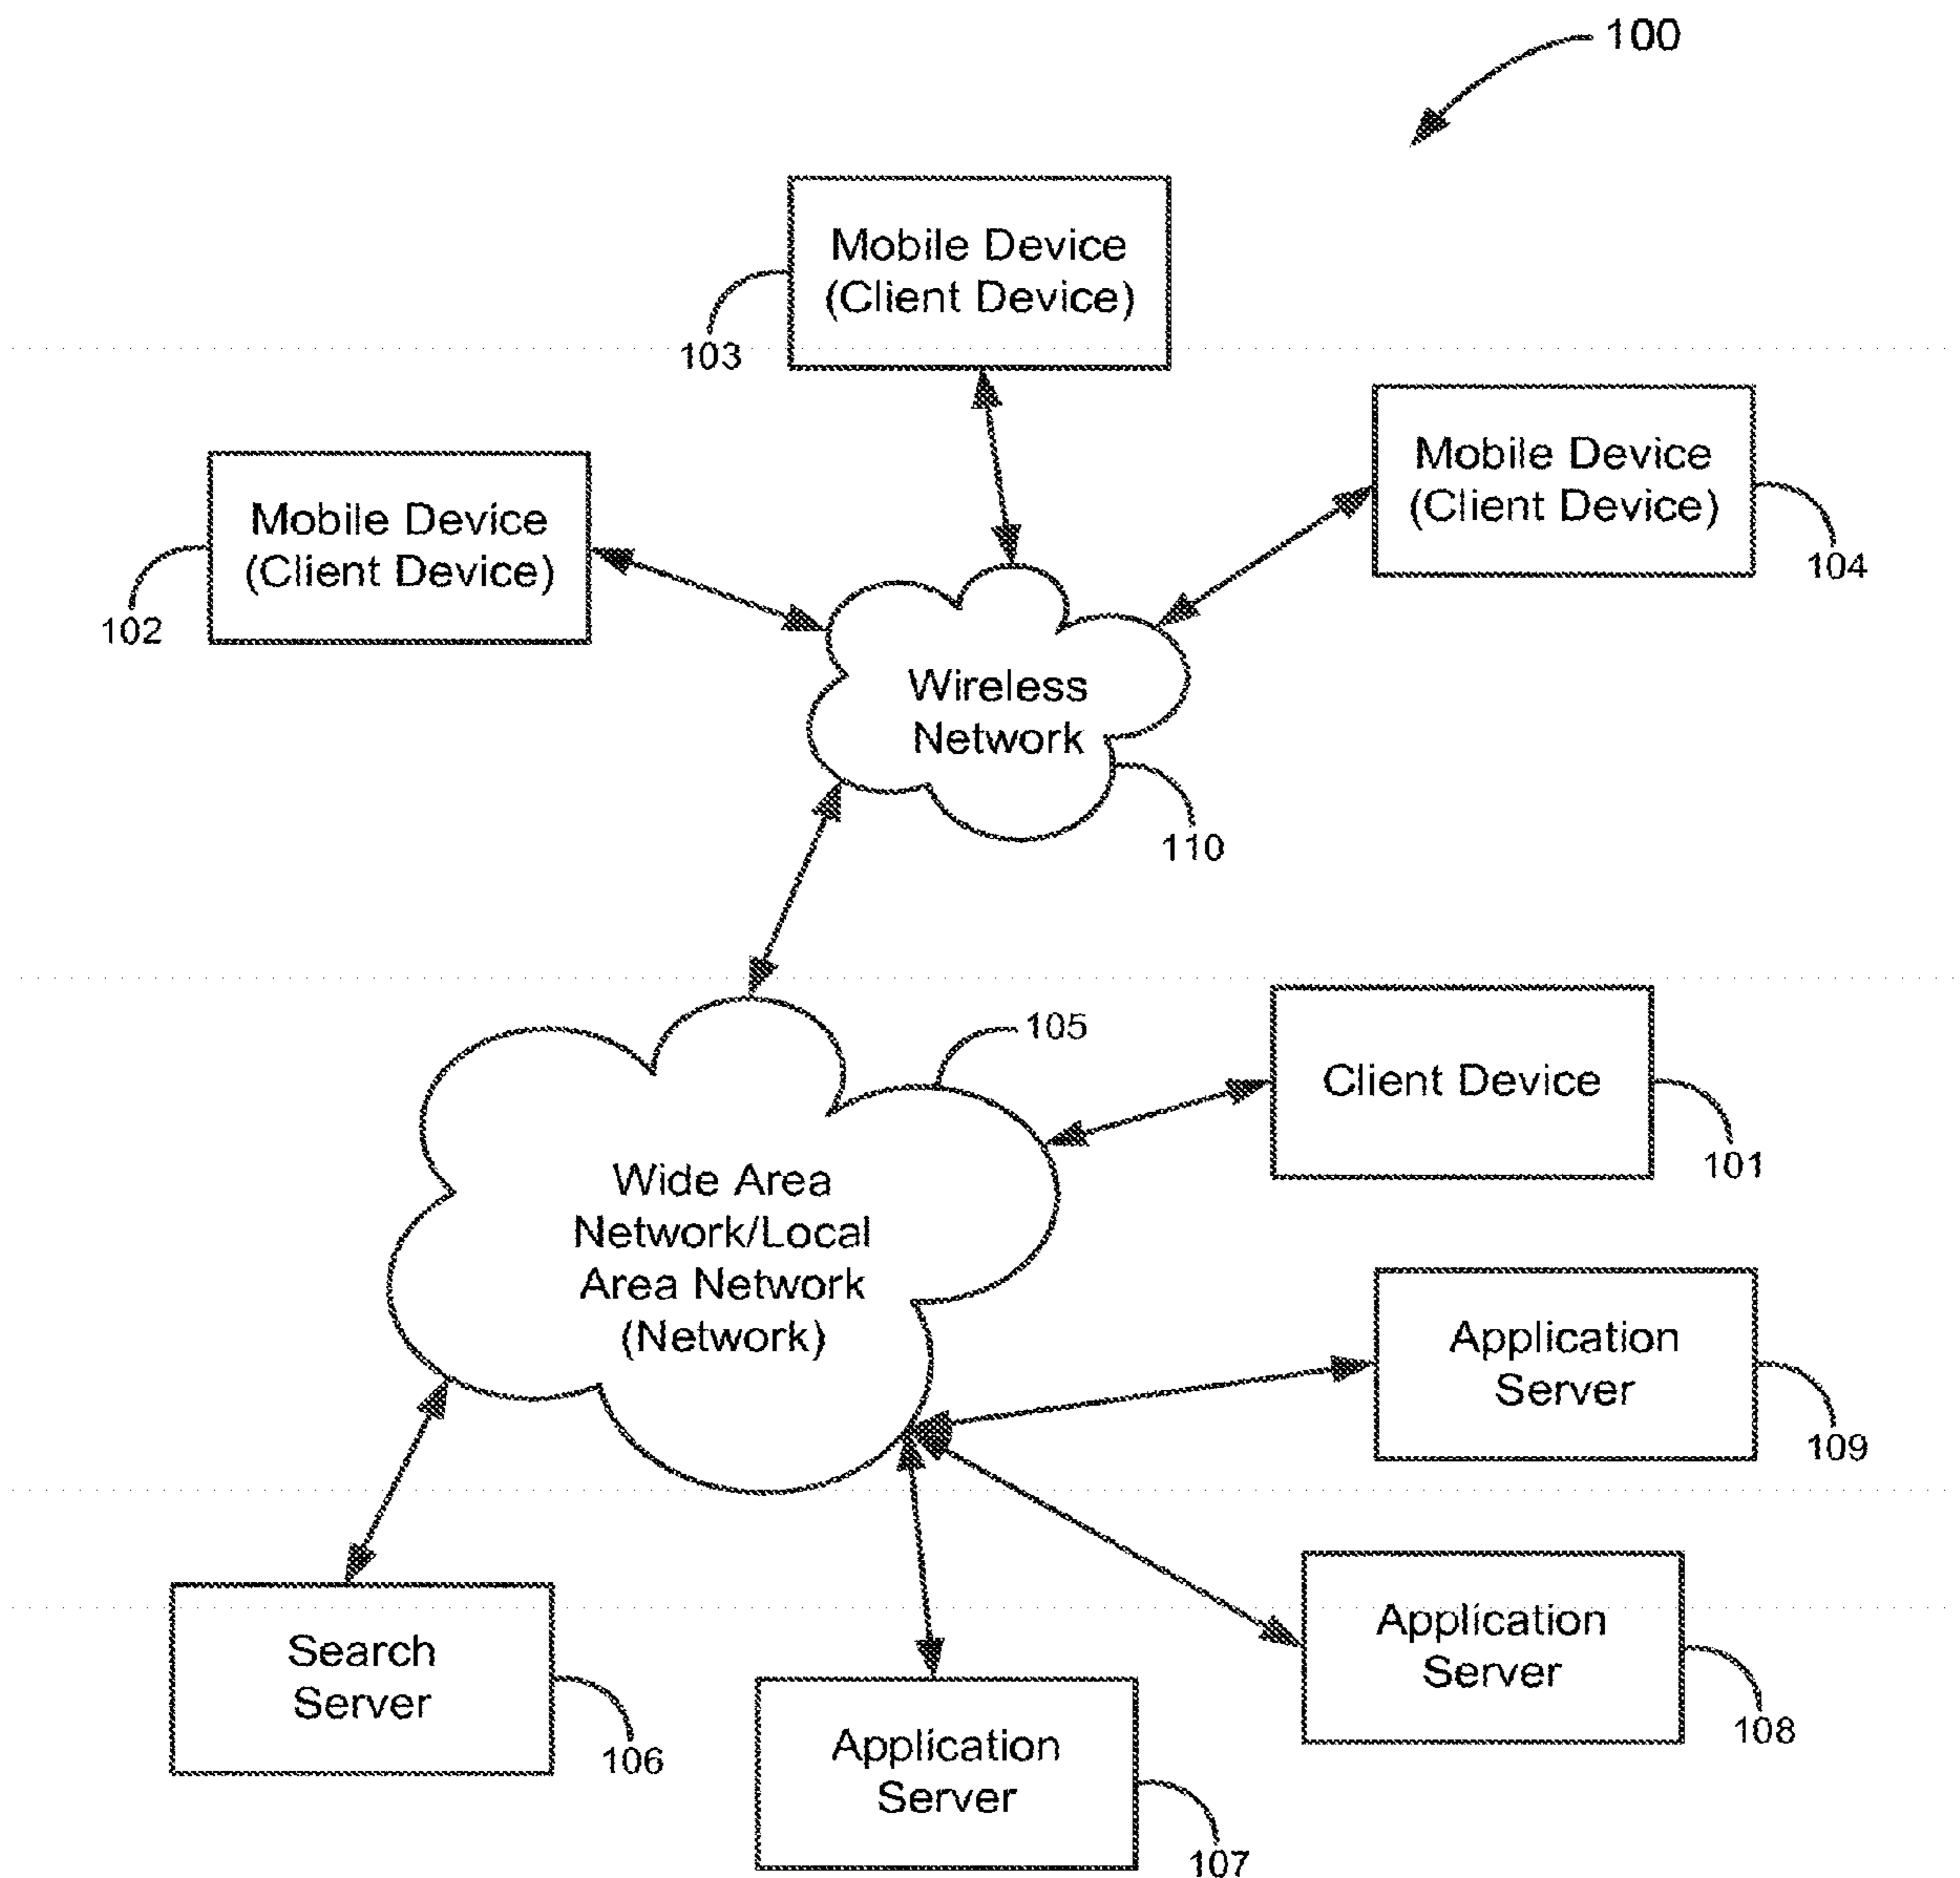 100
Mobile Device
(Client Device)
103
Mobile Device
(Client Device)
104
Mobile Device
(Client Device)
102
Wireless
Network
110
105
Client Device
101
Wide Area
Network/Local
Area Network
(Network)
Application
Server
109
Application
Server
108
Search
Server
106
Application
Server
107